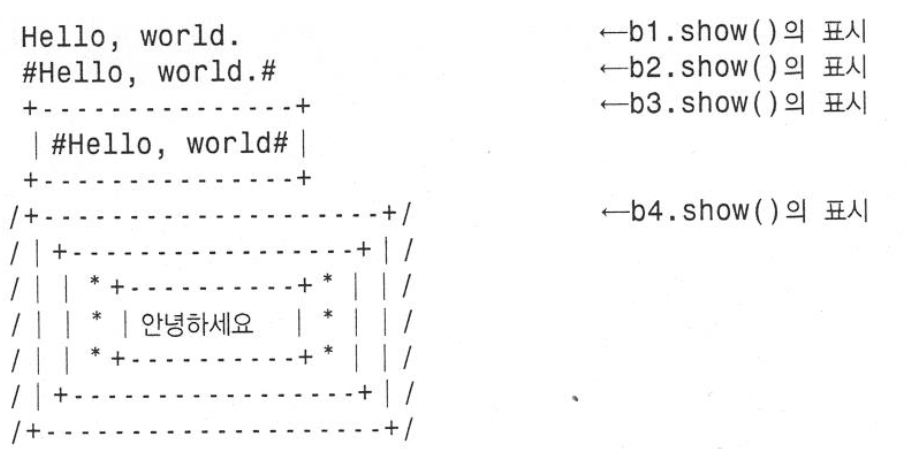 Hello, world. ←b1.show()의 표시
#Hello, world.# ←b2.show()의 표시
+---------------+ ←b3.show()의 표시
|#Hello, world#|
+---------------+
/+--------------------+/ ←b4.show()의 표시
/|+-----------------+|/
/||*+----------+*||/
/||*|안녕하세요 |*||/
/||*+----------+*||/
/|+-----------------+|/
/+--------------------+/